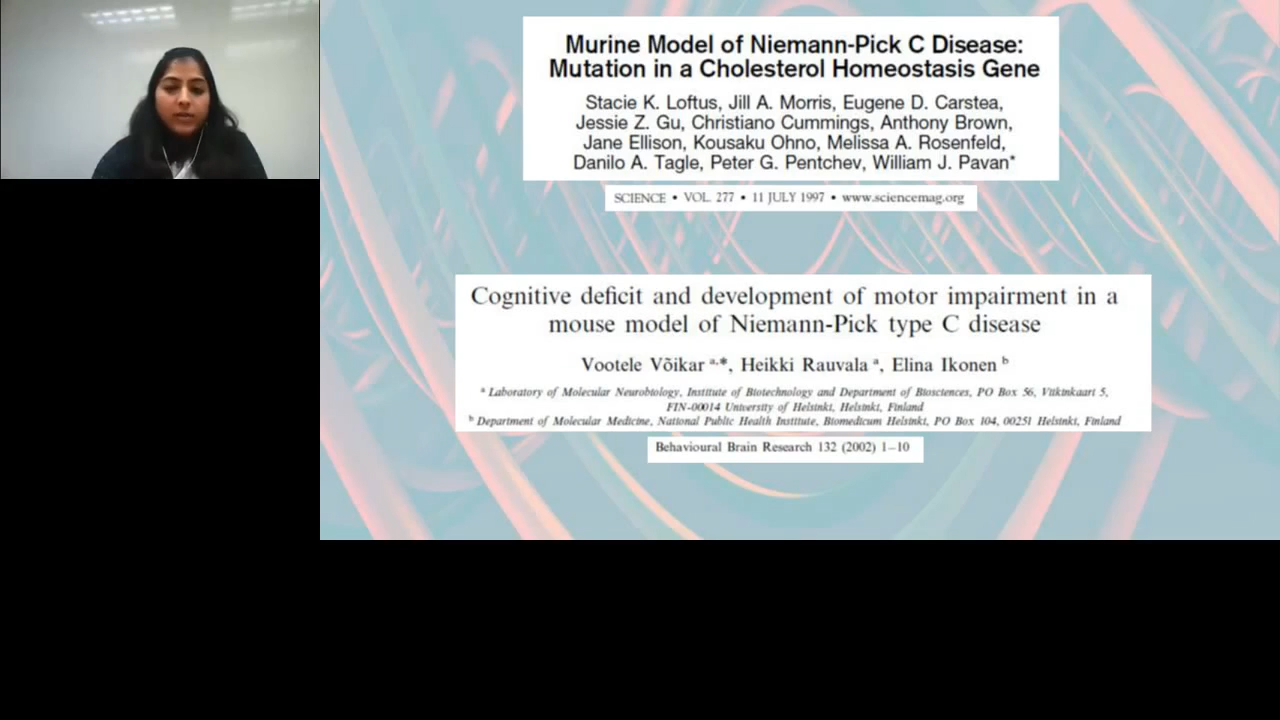 Murine Model of Niemann-Pick C Disease:
Mutation in a Cholesterol Homeostasis Gene
Stacie K. Loftus, Jill A. Morris, Eugene D. Carstea,
Jessie Z. Gu, Christiano Cummings, Anthony Brown,
Jane Ellison, Kousaku Ohno, Melissa A. Rosenfeld,
Danilo A. Tagle, Peter G. Pentchev, William J. Pavan*
SCIENCE • VOL. 277 • 11 JULY 1997 • www.sciencemag.org
Cognitive deficit and development of motor impairment in a
mouse model of Niemann-Pick type C disease
Vootele Võikar a,*, Heikki Rauvala a, Elina Ikonen b
a Laboratory of Molecular Neurobiology, Institute of Biotechnology and Department of Biosciences, PO Box 56, Viikinkaari 5,
FIN-00014 University of Helsinki, Helsinki, Finland
b Department of Molecular Medicine, National Public Health Institute, Biomedicum Helsinki, PO Box 104, 00251 Helsinki, Finland
Behavioural Brain Research 132 (2002) 1–10